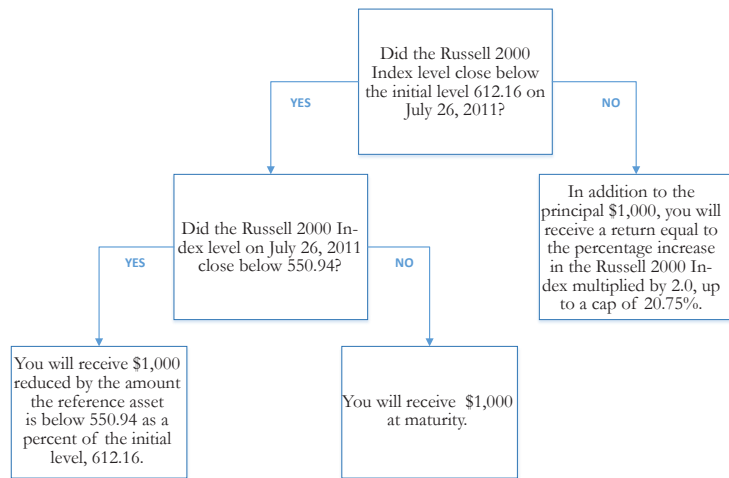 Did the Russell 2000
Index level close below
the initial level 612.16 on
July 26, 2011?
YES
NO
Did the Russell 2000 In-
dex level on July 26, 2011
close below 550.94?
In addition to the
principal $1,000, you will
receive a return equal to
the percentage increase
in the Russell 2000 In-
dex multiplied by 2.0, up
to a cap of 20.75%.
YES
NO
You will receive $1,000
reduced by the amount
the reference asset
is below 550.94 as a
percent of the initial
level, 612.16.
You will receive $1,000
at maturity.